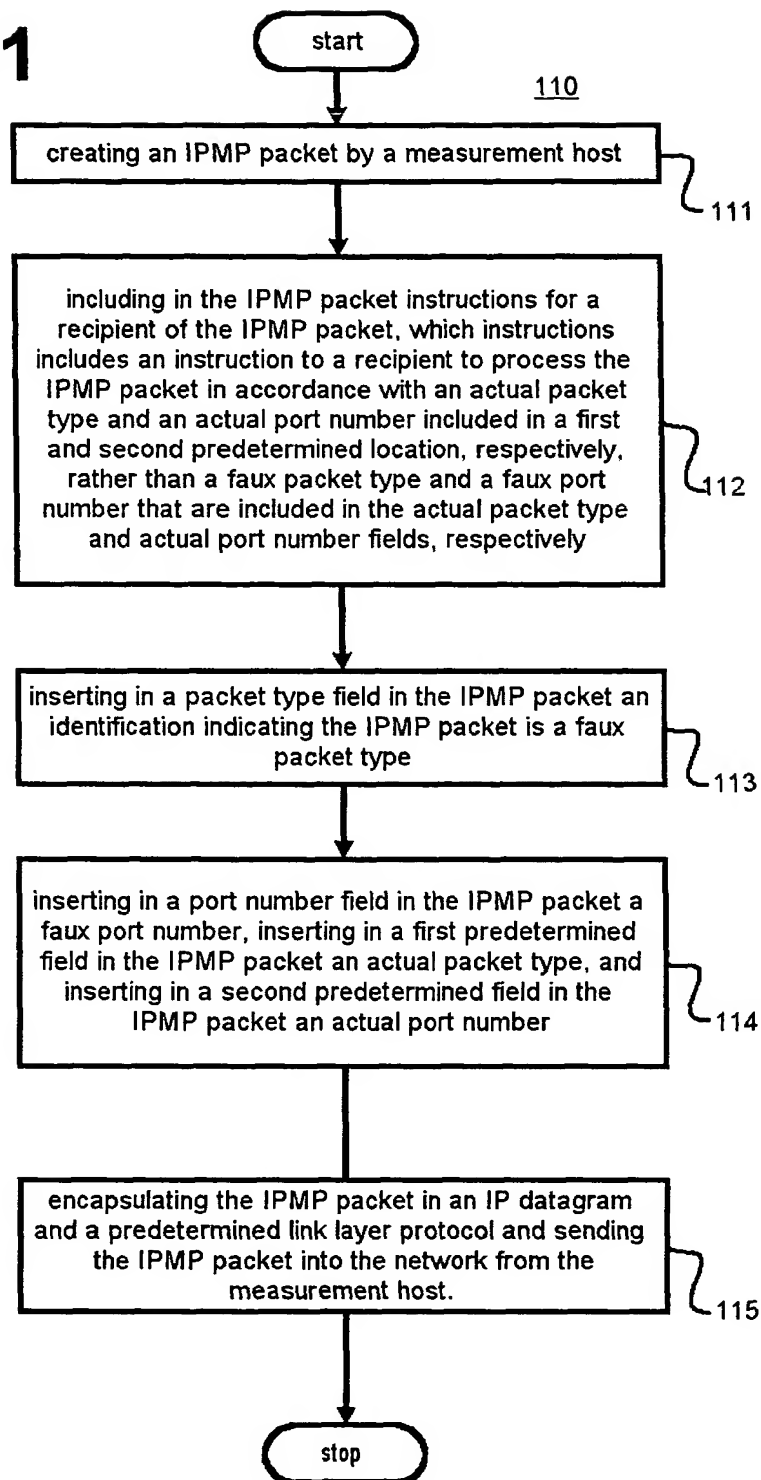 1
start
110
creating an IPMP packet by a measurement host
111
including in the IPMP packet instructions for a
recipient of the IPMP packet, which instructions
includes an instruction to a recipient to process the
IPMP packet in accordance with an actual packet
type and an actual port number included in a first
and second predetermined location, respectively,
rather than a faux packet type and a faux port
number that are included in the actual packet type
and actual port number fields, respectively
112
inserting in a packet type field in the IPMP packet an
identification indicating the IPMP packet is a faux
packet type
113
inserting in a port number field in the IPMP packet a
faux port number, inserting in a first predetermined
field in the IPMP packet an actual packet type, and
inserting in a second predetermined field in the
IPMP packet an actual port number
114
encapsulating the IPMP packet in an IP datagram
and a predetermined link layer protocol and sending
the IPMP packet into the network from the
measurement host.
115
stop